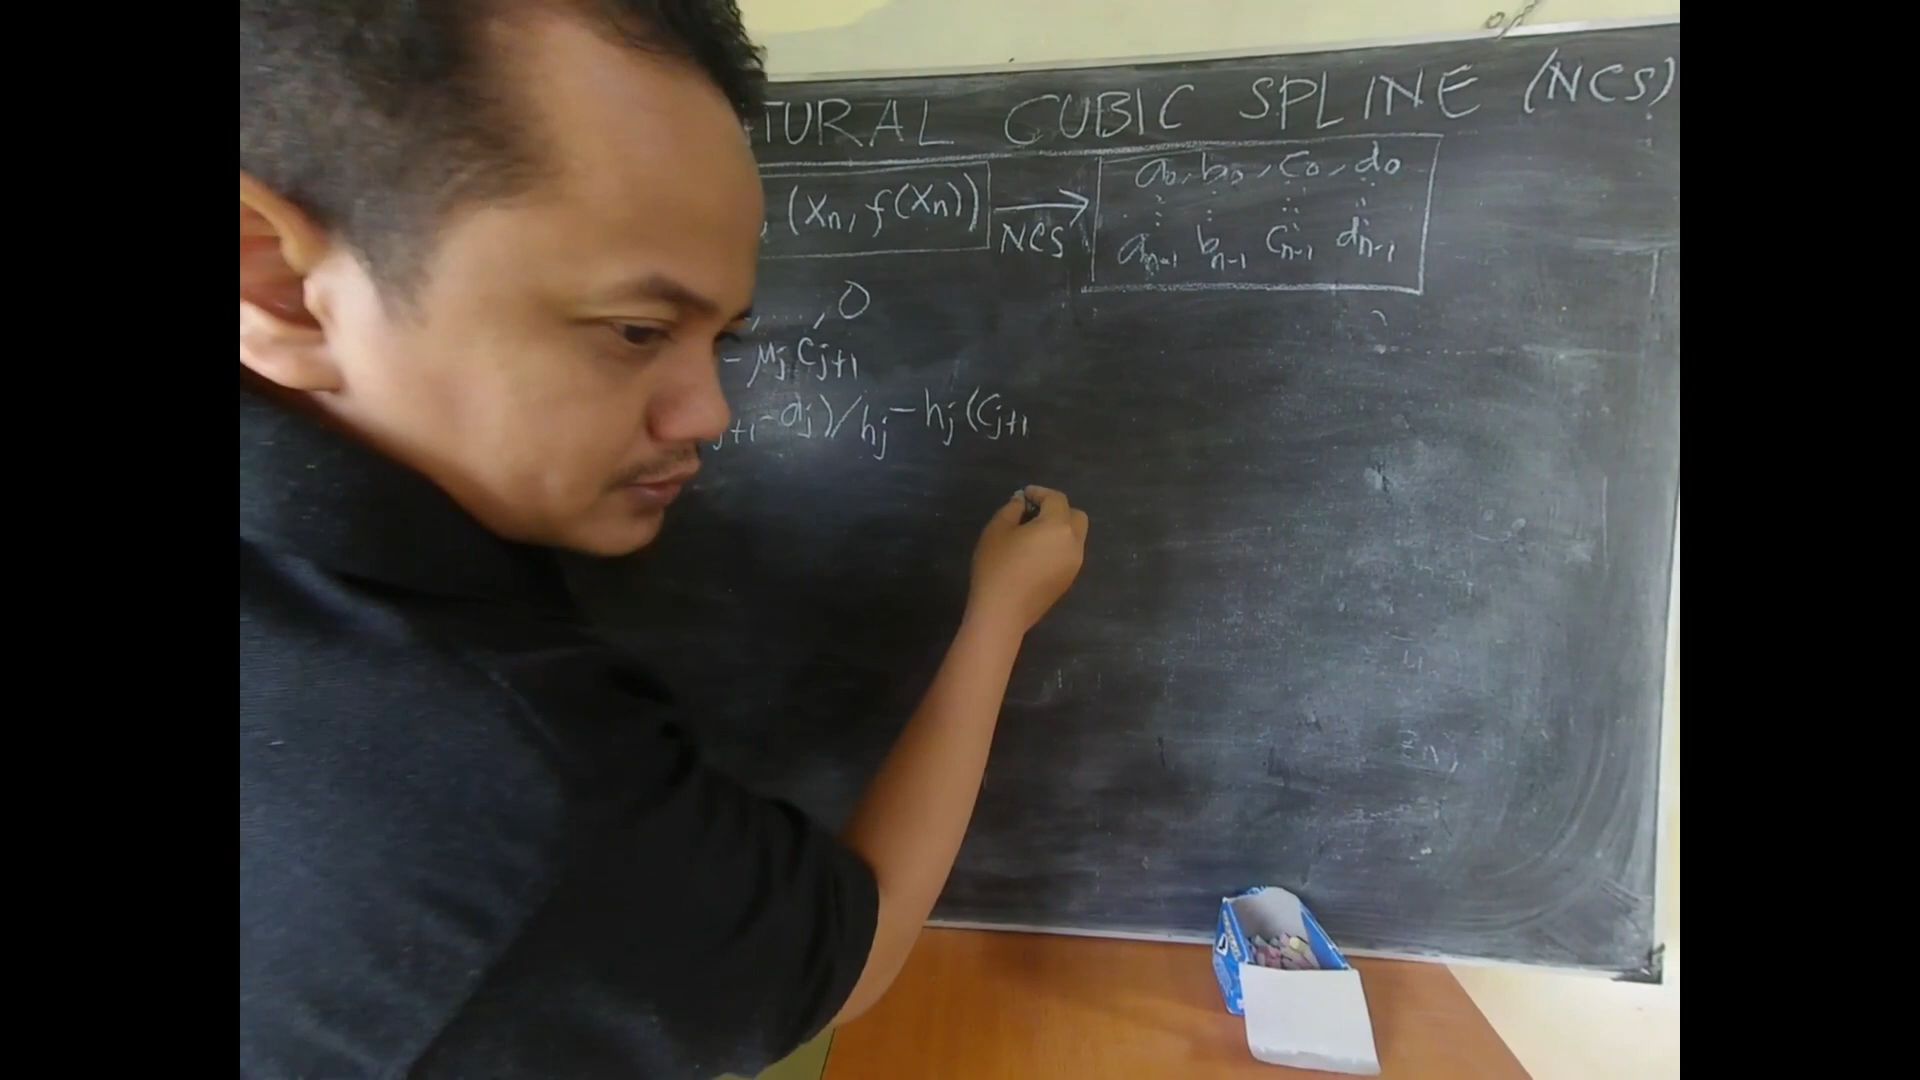 TURAL CUBIC SPLINE (NCS)
, (Xn, f(Xn)) NCS a0, b0, c0, d0
an-1 bn-1 cn-1 dn-1
, ..., 0
- μj cj+1
j+1 - aj) / hj - hj (cj+1